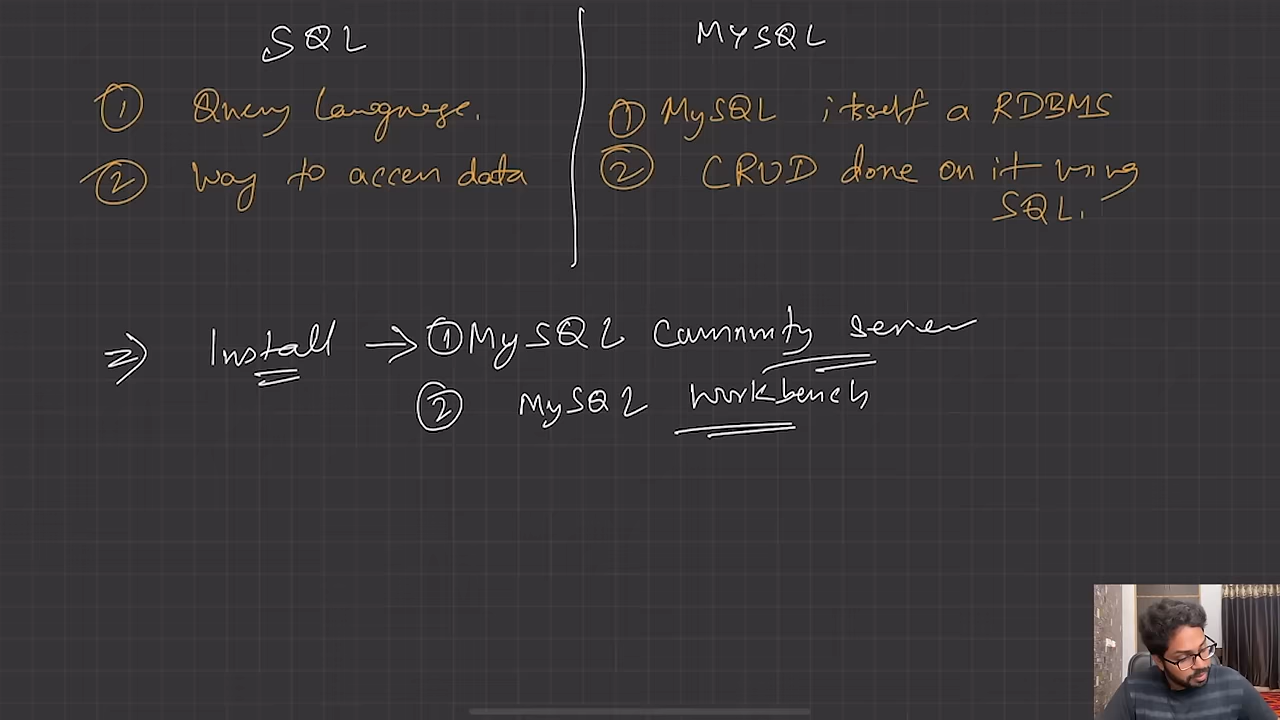 SQL
① Query language.
② Way to access data
MYSQL
① MySQL itself a RDBMS
② CRUD done on it using
SQL.
⇒ Install → ① MySQL Community server
② MySQL workbench